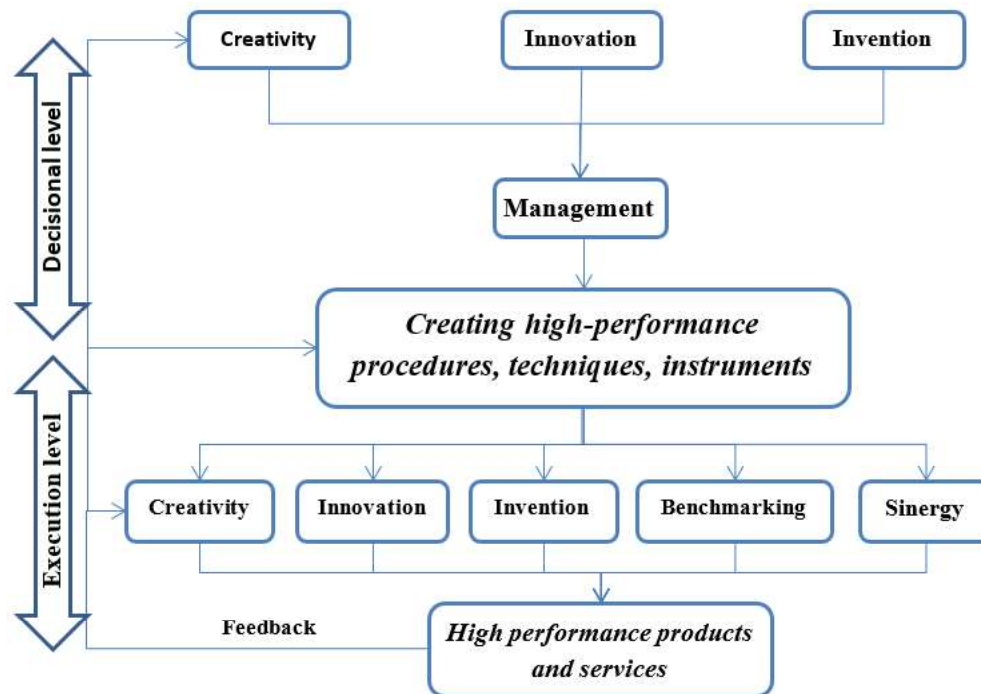 Creativity
Innovation
Invention
Decisional level
Management
Creating high-performance
procedures, techniques, instruments
Execution level
Creativity
Innovation
Invention
Benchmarking
Sinergy
Feedback
High performance products
and services